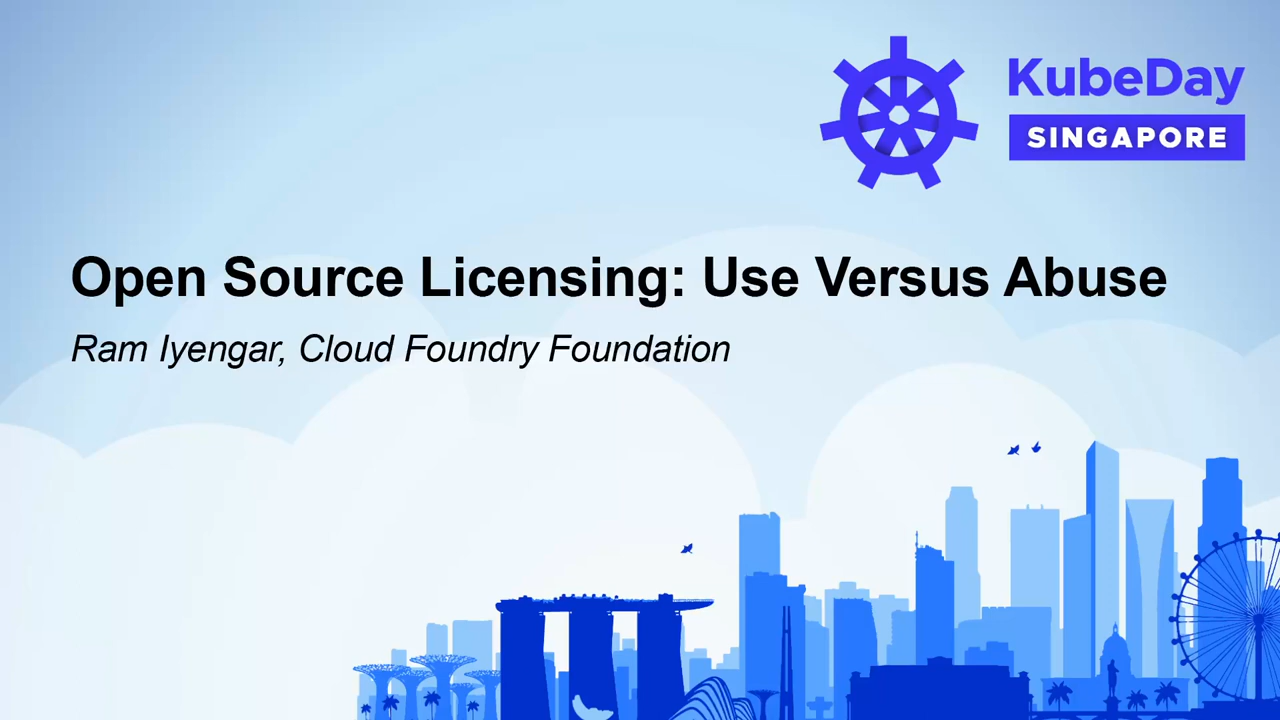 KubeDay
SINGAPORE
Open Source Licensing: Use Versus Abuse
Ram Iyengar, Cloud Foundry Foundation